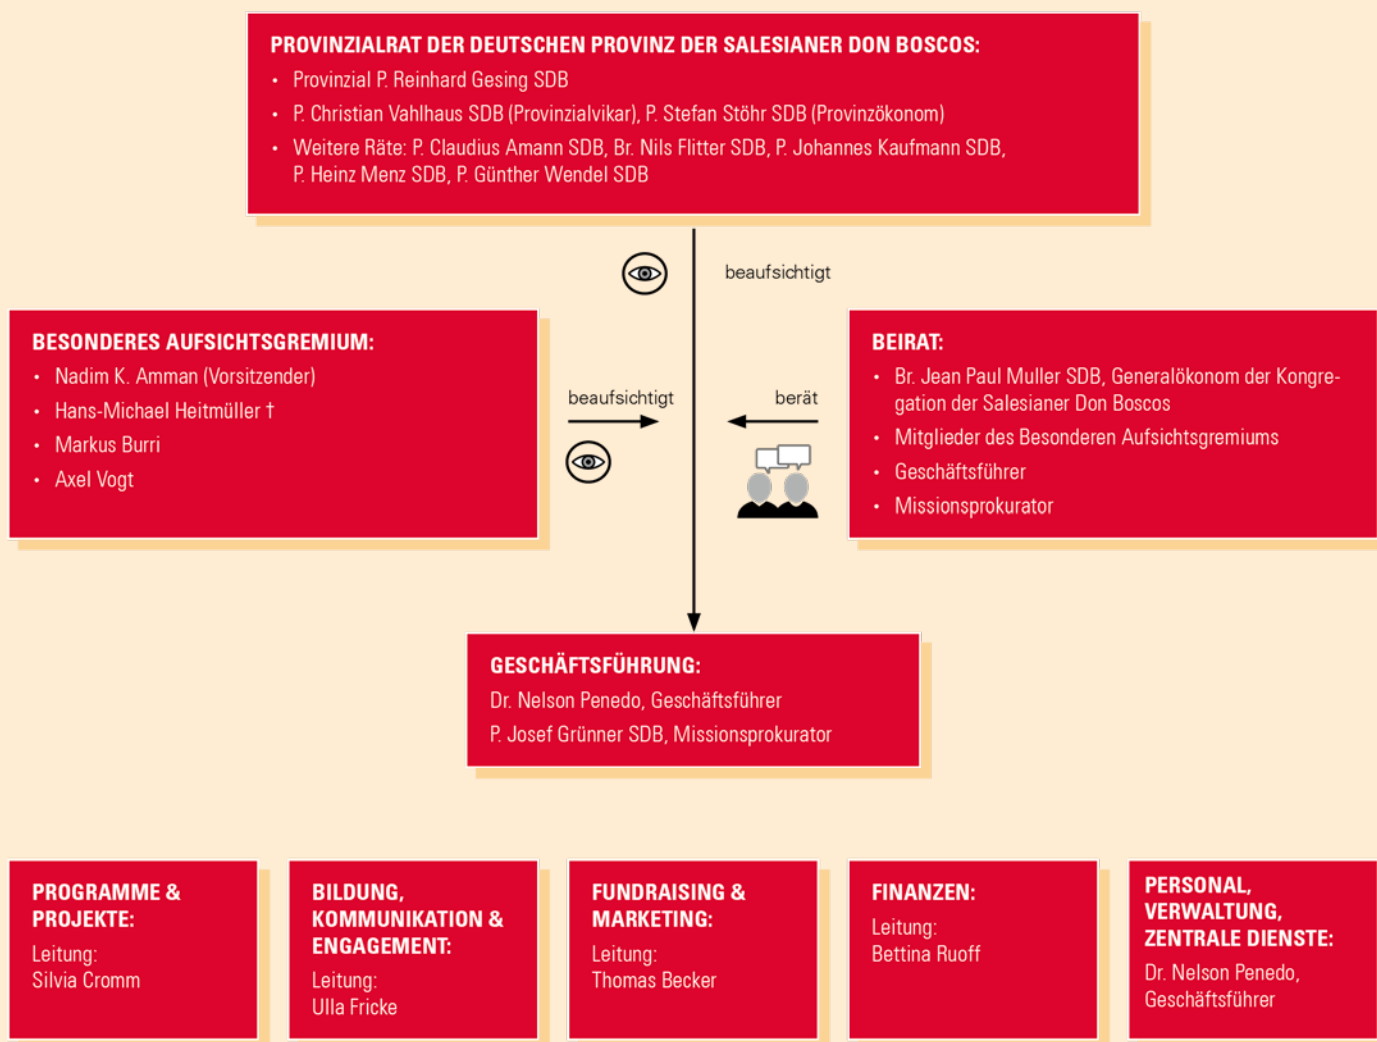 PROVINZIALRAT DER DEUTSCHEN PROVINZ DER SALESIANER DON BOSCOS:
• Provinzial P. Reinhard Gesing SDB
• P. Christian Vahlhaus SDB (Provinzialvikar), P. Stefan Stöhr SDB (Provinzökonom)
• Weitere Räte: P. Claudius Amann SDB, Br. Nils Flitter SDB, P. Johannes Kaufmann SDB,
P. Heinz Menz SDB, P. Günther Wendel SDB
beaufsichtigt
BESONDERES AUFSICHTSGREMIUM:
• Nadim K. Amman (Vorsitzender)
• Hans-Michael Heitmüller †
• Markus Burri
• Axel Vogt
beaufsichtigt
berät
BEIRAT:
• Br. Jean Paul Muller SDB, Generalökonom der Kongre-
gation der Salesianer Don Boscos
• Mitglieder des Besonderen Aufsichtsgremiums
• Geschäftsführer
• Missionsprokurator
GESCHÄFTSFÜHRUNG:
Dr. Nelson Penedo, Geschäftsführer
P. Josef Grünner SDB, Missionsprokurator
PROGRAMME &
PROJEKTE:
Leitung:
Silvia Cromm
BILDUNG,
KOMMUNIKATION &
ENGAGEMENT:
Leitung:
Ulla Fricke
FUNDRAISING &
MARKETING:
Leitung:
Thomas Becker
FINANZEN:
Leitung:
Bettina Ruoff
PERSONAL,
VERWALTUNG,
ZENTRALE DIENSTE:
Dr. Nelson Penedo,
Geschäftsführer